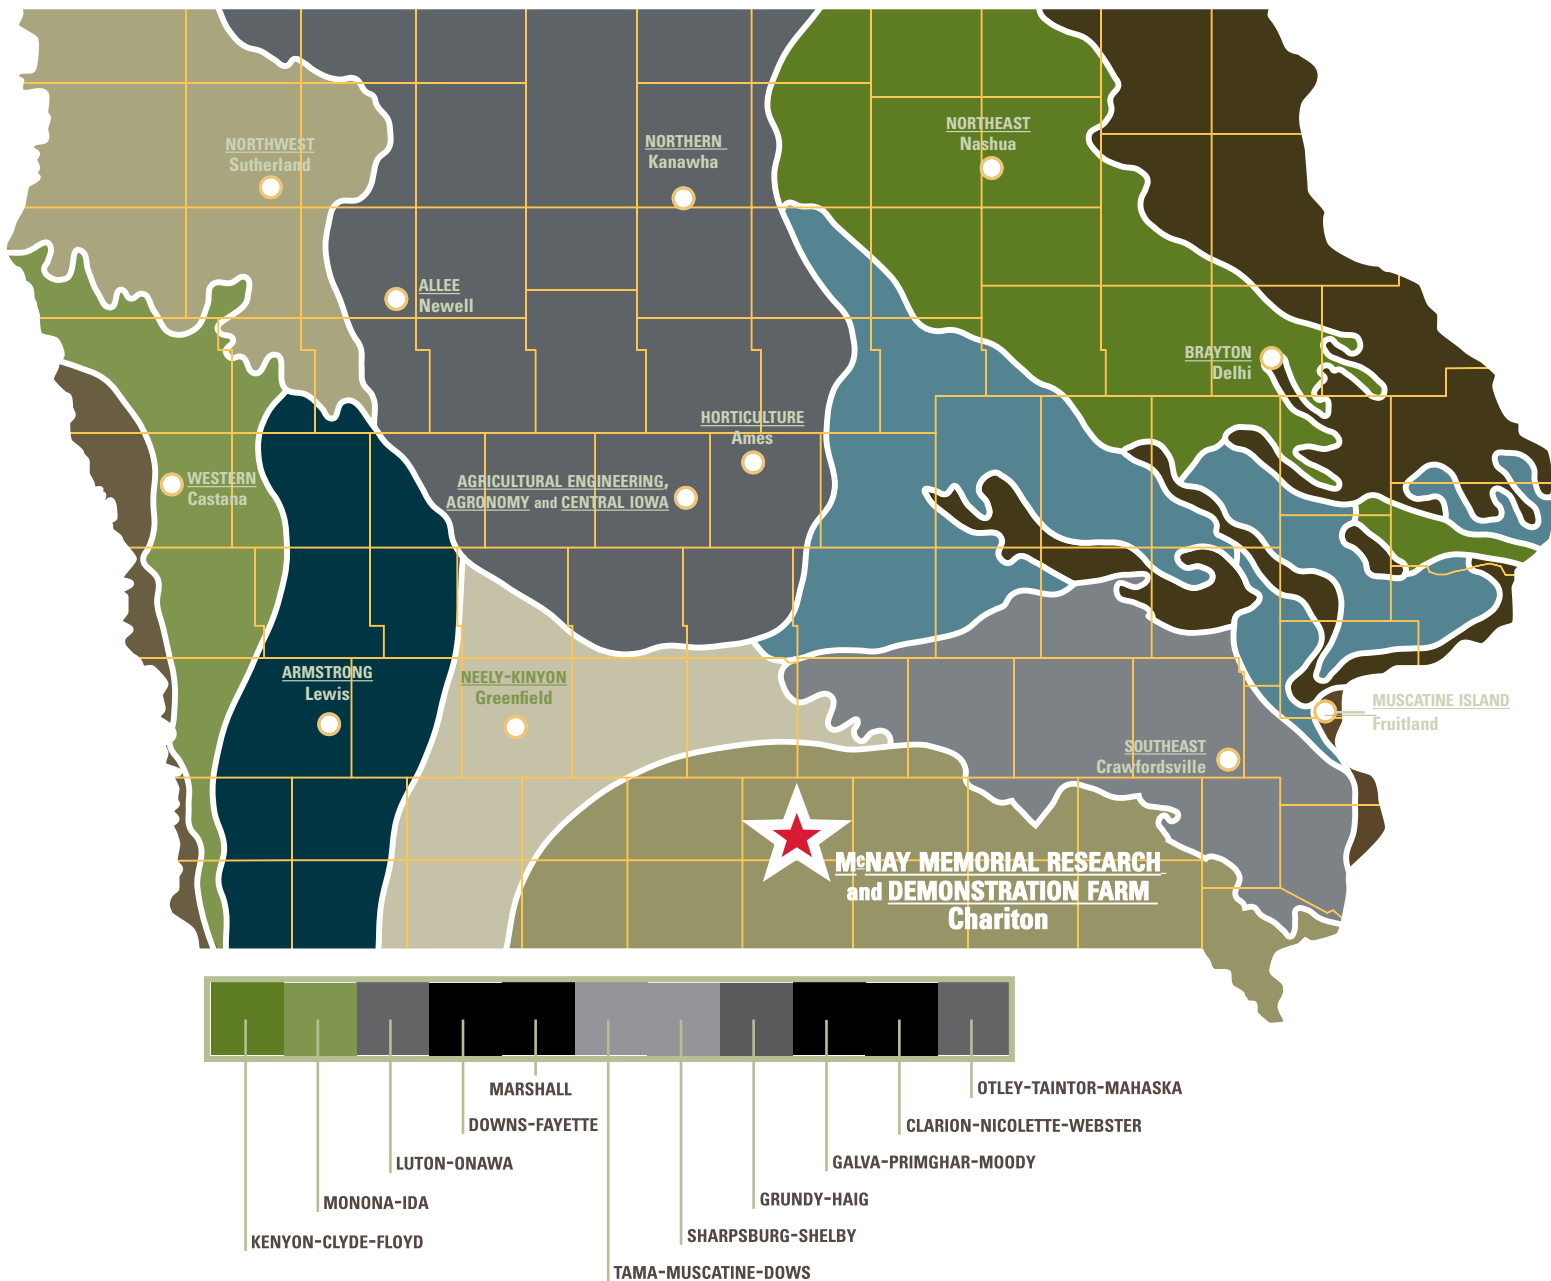 NORTHWEST
Sutherland
NORTHERN
Kanawha
NORTHEAST
Nashua
ALLEE
Newell
BRAYTON
Delhi
HORTICULTURE
Ames
WESTERN
Castana
AGRICULTURAL ENGINEERING,
AGRONOMY and CENTRAL IOWA
ARMSTRONG
Lewis
NEELY-KINYON
Greenfield
MUSCATINE ISLAND
Fruitland
SOUTHEAST
Crawfordsville
McNAY MEMORIAL RESEARCH
and DEMONSTRATION FARM
Chariton
MARSHALL
OTLEY-TAINTOR-MAHASKA
DOWNS-FAYETTE
CLARION-NICOLETTE-WEBSTER
LUTON-ONAWA
GALVA-PRIMGHAR-MOODY
MONONA-IDA
GRUNDY-HAIG
KENYON-CLYDE-FLOYD
SHARPSBURG-SHELBY
TAMA-MUSCATINE-DOWS